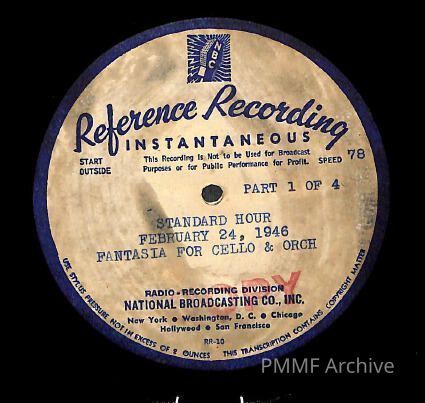 NBC
Reference Recording
INSTANTANEOUS
START
OUTSIDE
This Recording is Not to be Used for Broadcast
Purposes or for Public Performance for Profit.
SPEED 78
PART 1 OF 4
STANDARD HOUR
FEBRUARY 24, 1946
FANTASIA FOR CELLO & ORCH
COPY
RADIO-RECORDING DIVISION
NATIONAL BROADCASTING CO., INC.
New York • Washington, D. C. • Chicago
Hollywood • San Francisco
RR-10
USE STYLUS PRESSURE NOT IN EXCESS OF 2 OUNCES
THIS TRANSCRIPTION CONTAINS COPYRIGHT MATTER
PMMF Archive